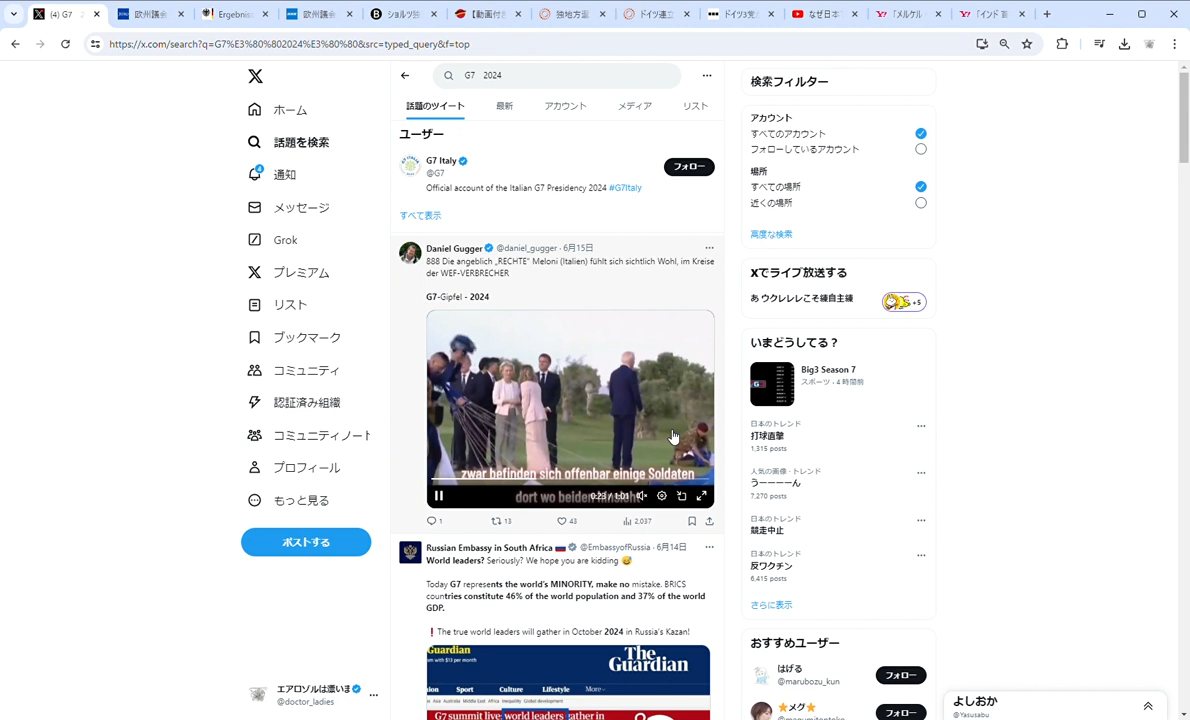 (4) G7 2
欧州議会
Ergebniss
欧州議会
ショルツ独
【動画付き
独地方選
ドイツ連立
ドイツ3党
なぜ日本
「メルケル
「インド 新
https://x.com/search?q=G7%E3%80%802024%E3%80%80&src=typed_query&f=top
ホーム
話題を検索
4
通知
メッセージ
Grok
プレミアム
リスト
ブックマーク
コミュニティ
認証済み組織
コミュニティノート
プロフィール
もっと見る
ポストする
エアロゾルは漂いま
@doctor_ladies
G7 2024
話題のツイート 最新 アカウント メディア リスト
ユーザー
G7 Italy
@G7
フォロー
Official account of the Italian G7 Presidency 2024 #G7Italy
すべて表示
Daniel Gugger @daniel_gugger · 6月15日
888 Die angeblich „RECHTE" Meloni (Italien) fühlt sich sichtlich Wohl, im Kreise
der WEF-VERBRECHER
G7-Gipfel - 2024
zwar befinden sich offenbar einige Soldaten
dort wo beiden
0:23 / 1:01
1 13 43 2,037
Russian Embassy in South Africa @EmbassyofRussia · 6月14日
World leaders? Seriously? We hope you are kidding
Today G7 represents the world's MINORITY, make no mistake. BRICS
countries constitute 46% of the world population and 37% of the world
GDP.
The true world leaders will gather in October 2024 in Russia's Kazan!
Guardian
om with $13 per month
The
Guardian
Sport Culture Lifestyle More
G7 summit live: world leaders gather in
検索フィルター
アカウント
すべてのアカウント
フォローしているアカウント
場所
すべての場所
近くの場所
高度な検索
Xでライブ放送する
あ ウクレレレこそ練自主練
+5
いまどうしてる？
Big3 Season 7
スポーツ · 4 時間前
日本のトレンド
打球直撃
1,315 posts
人気の画像 · トレンド
うーーーーん
7,270 posts
日本のトレンド
競走中止
日本のトレンド
反ワクチン
6,415 posts
さらに表示
おすすめユーザー
はげる
@marubozu_kun
フォロー
メグ
フォロー
よしおか
@Yasusabu